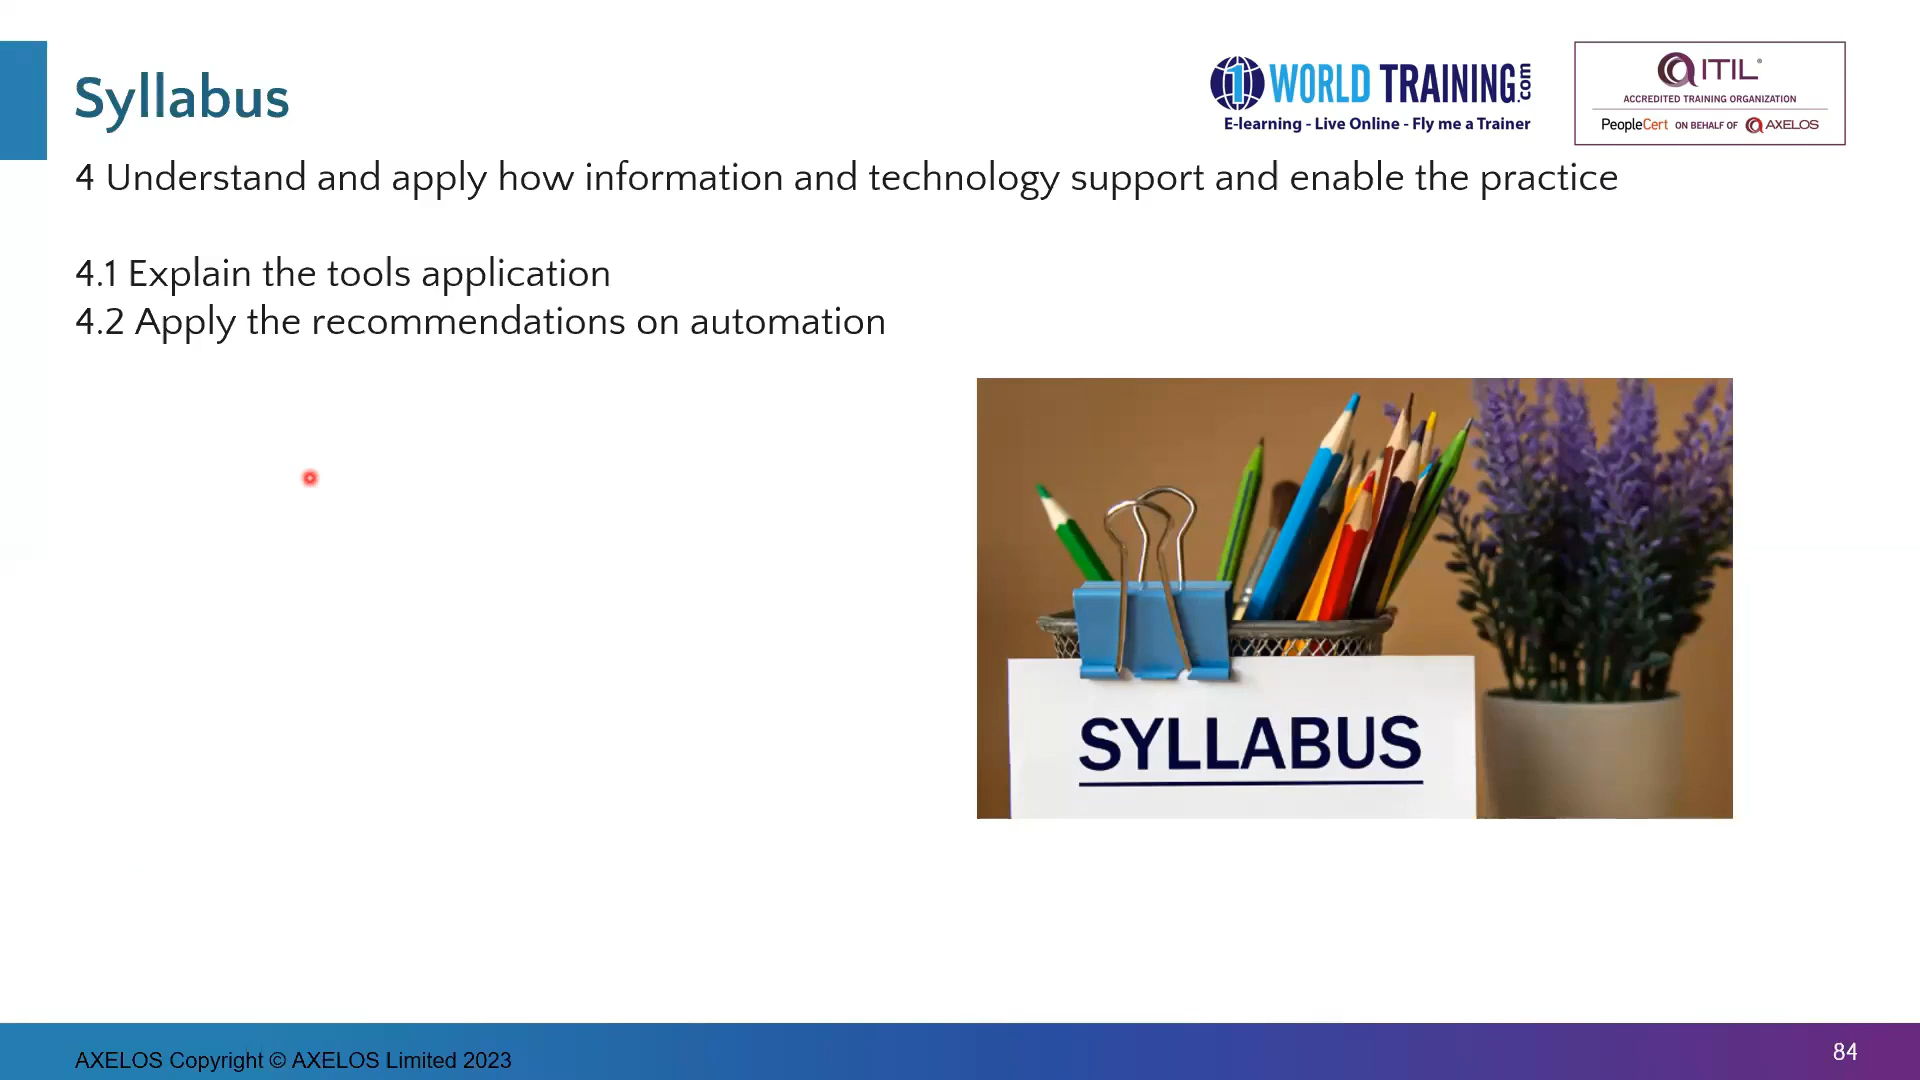 Syllabus
1 WORLD TRAINING.com
E-learning - Live Online - Fly me a Trainer
ITIL®
ACCREDITED TRAINING ORGANIZATION
PeopleCert ON BEHALF OF AXELOS
4 Understand and apply how information and technology support and enable the practice
4.1 Explain the tools application
4.2 Apply the recommendations on automation
SYLLABUS
AXELOS Copyright © AXELOS Limited 2023
84